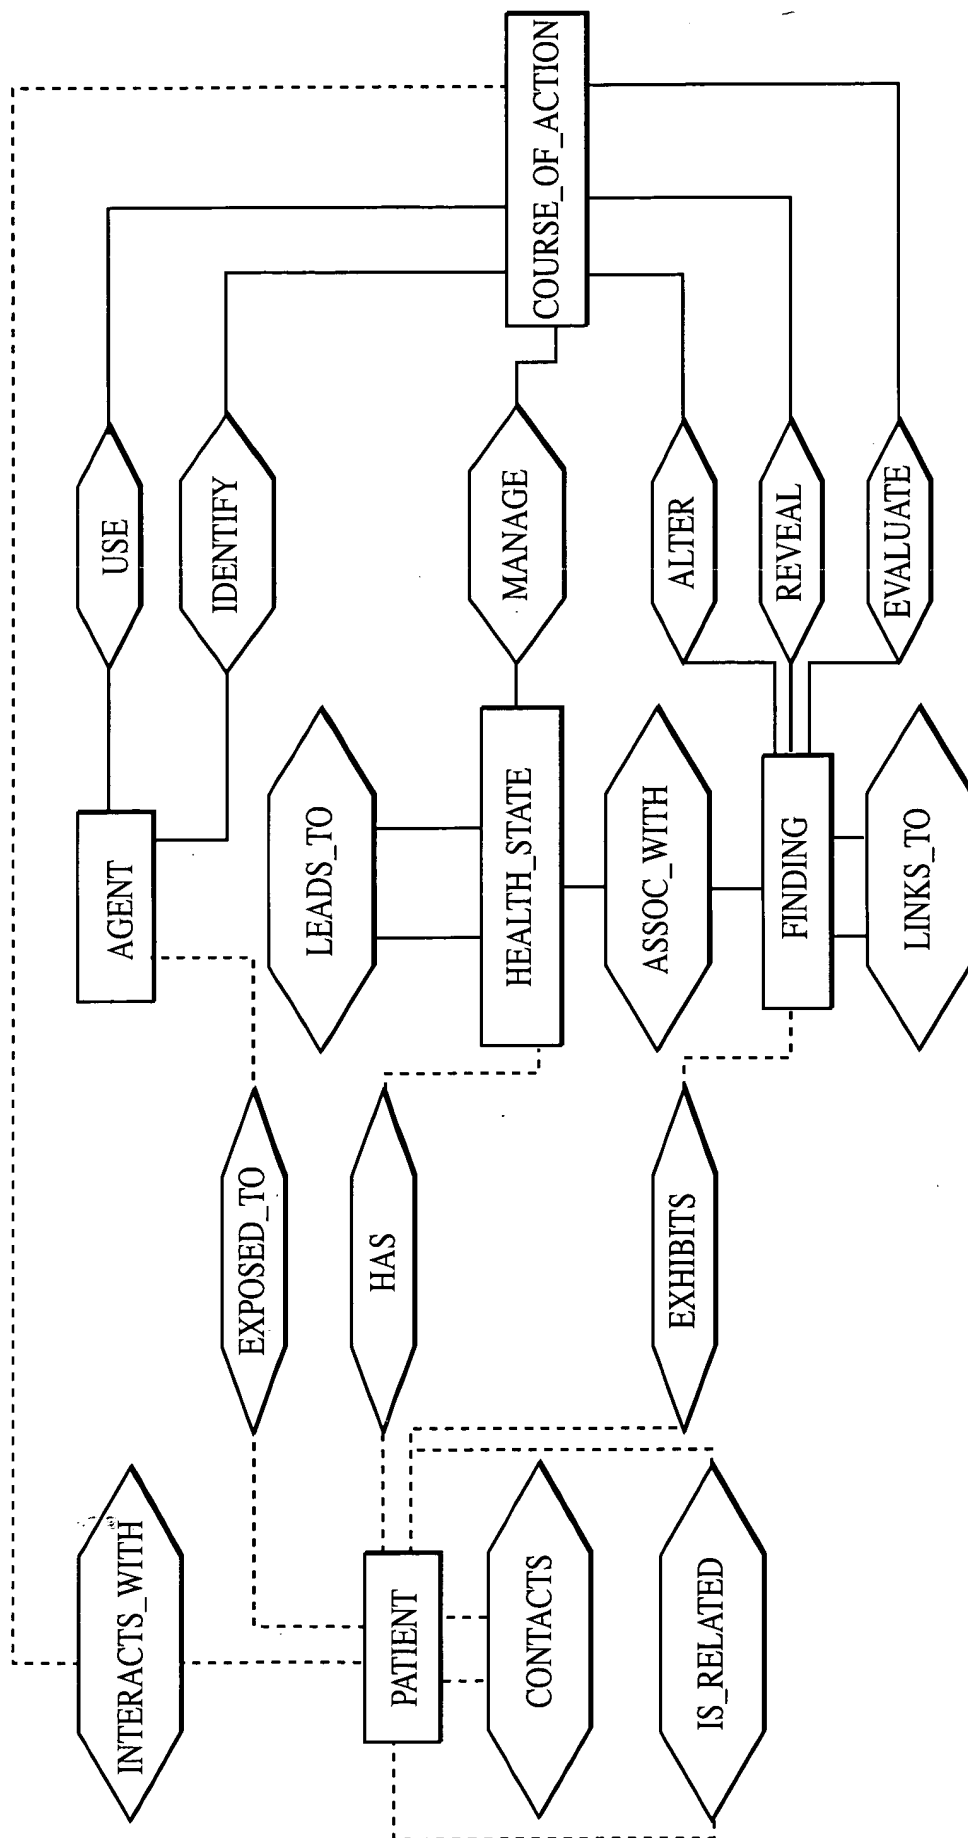 INTERACTS_WITH
AGENT
USE
EXPOSED_TO
IDENTIFY
LEADS_TO
HAS
PATIENT
HEALTH_STATE
MANAGE
COURSE_OF_ACTION
CONTACTS
ASSOC_WITH
EXHIBITS
ALTER
IS_RELATED
FINDING
REVEAL
LINKS_TO
EVALUATE